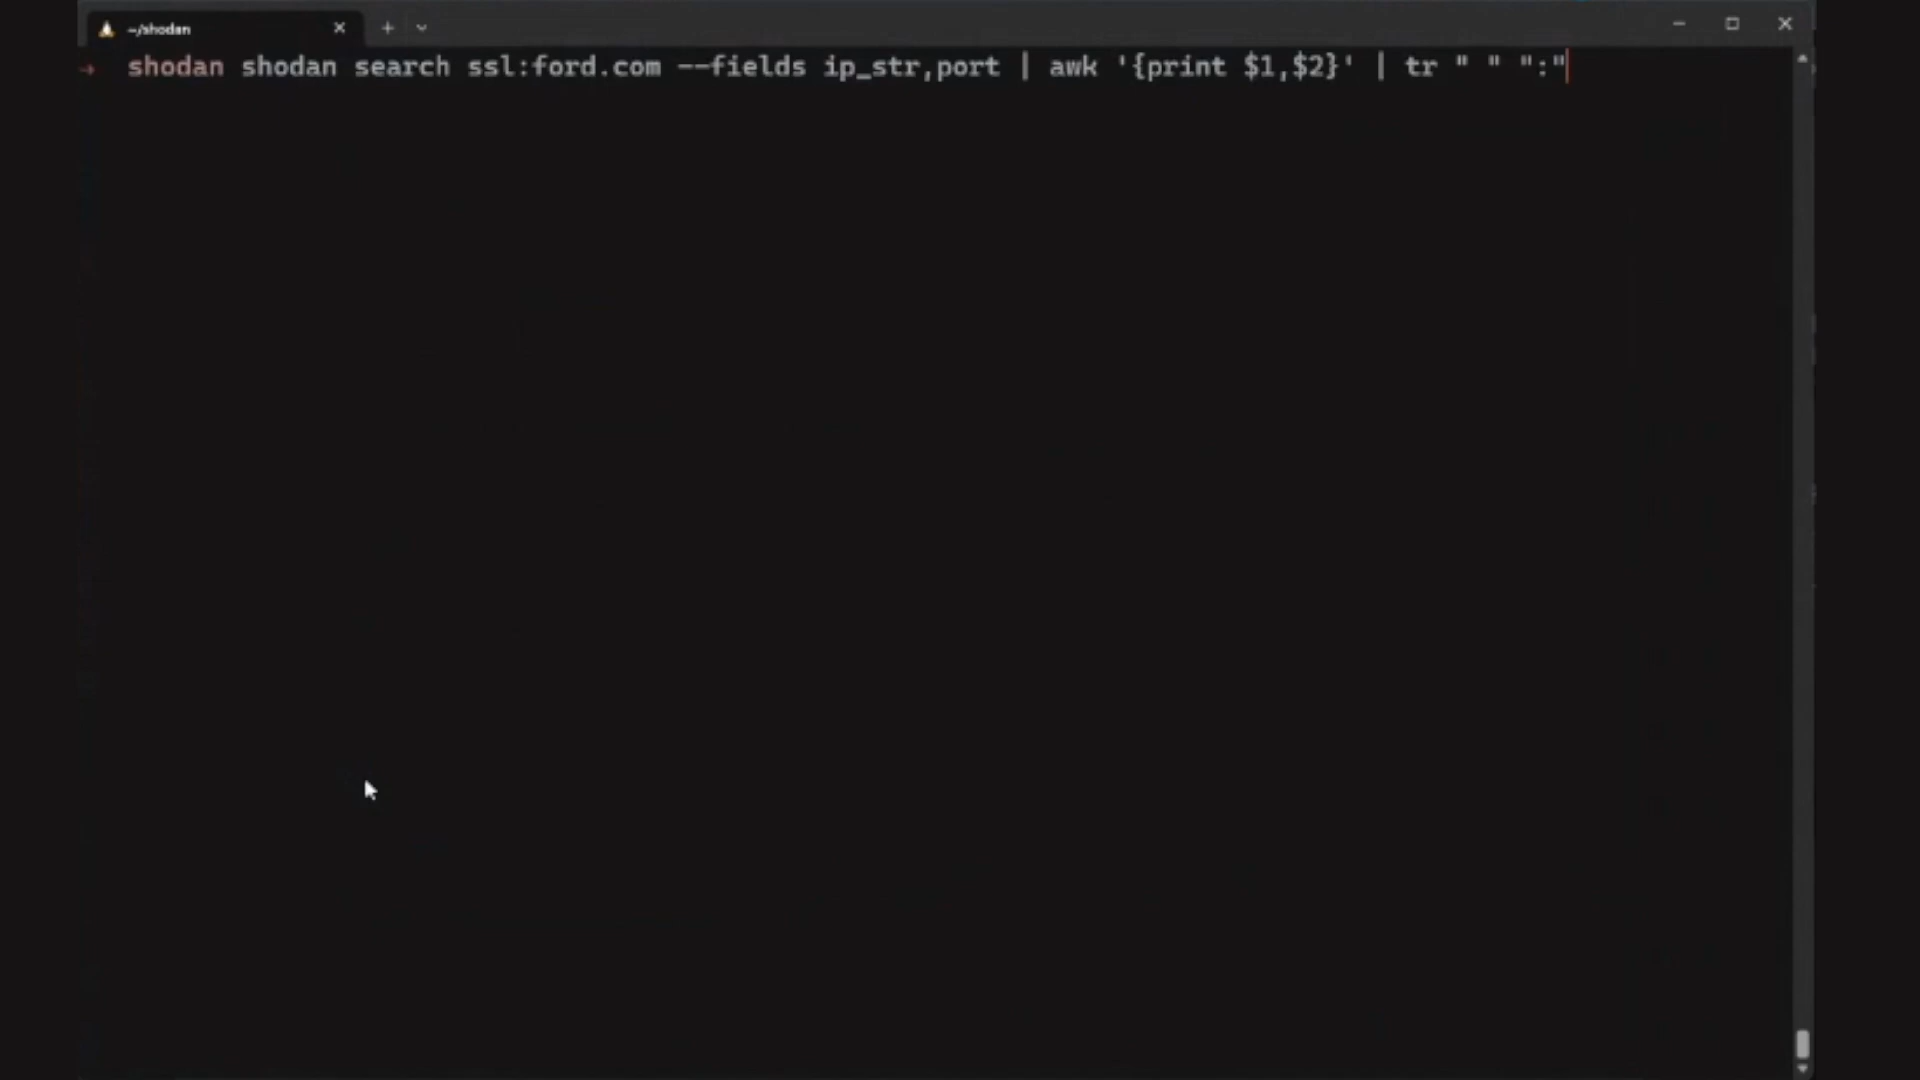 ~/shodan
→ shodan shodan search ssl:ford.com --fields ip_str,port | awk '{print $1,$2}' | tr " " ":"